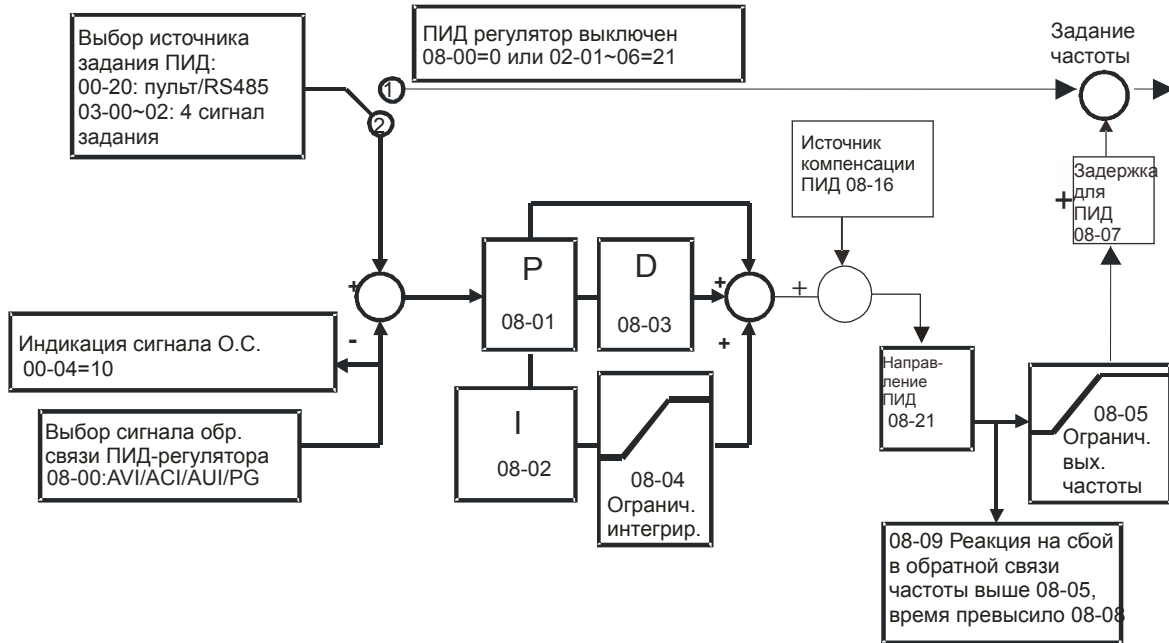 Выбор источника
задания ПИД:
00-20: пульт/RS485
03-00~02: 4 сигнал
задания
ПИД регулятор выключен
08-00=0 или 02-01~06=21
1
2
Задание
частоты
Источник
компенсации
ПИД 08-16
+
Задержка
для
ПИД
08-07
+
-
P
08-01
D
08-03
+
+
+
Индикация сигнала О.С.
00-04=10
Выбор сигнала обр.
связи ПИД-регулятора
08-00:AVI/ACI/AUI/PG
I
08-02
08-04
Огранич.
интегрир.
Направ-
ление
ПИД
08-21
08-05
Огранич.
вых.
частоты
08-09 Реакция на сбой
в обратной связи
частоты выше 08-05,
время превысило 08-08